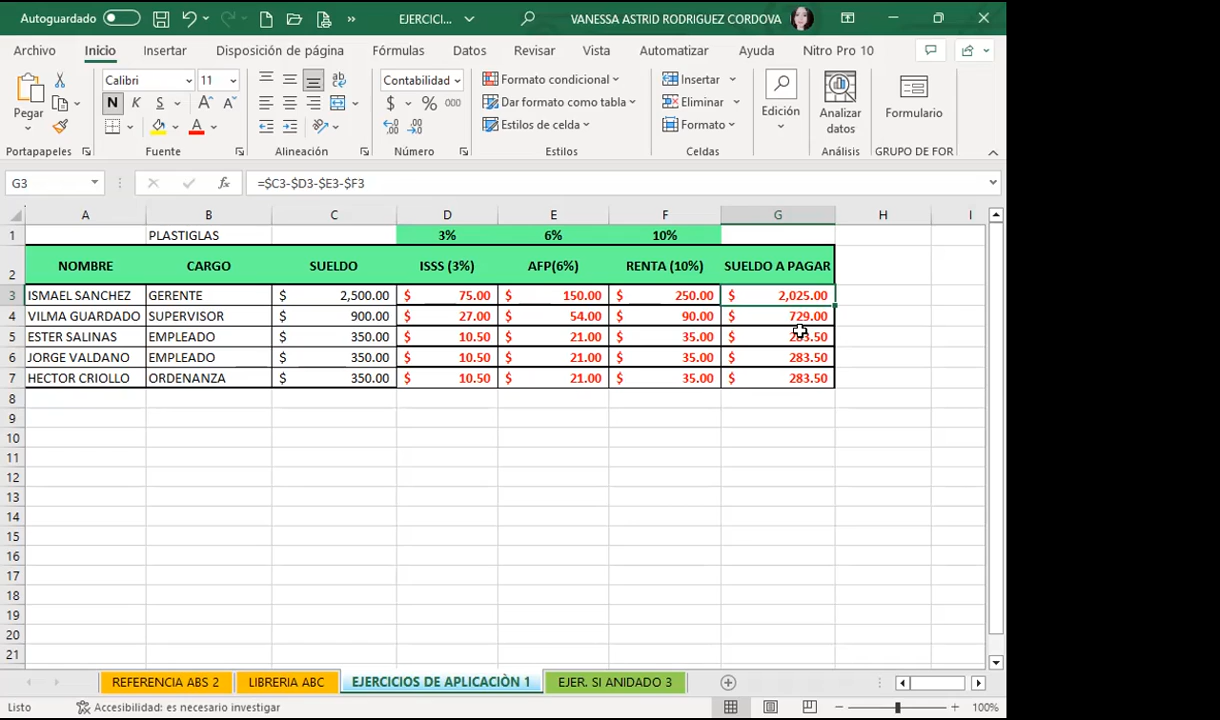 Autoguardado EJERCICI... VANESSA ASTRID RODRIGUEZ CORDOVA
Archivo Inicio Insertar Disposición de página Fórmulas Datos Revisar Vista Automatizar Ayuda Nitro Pro 10
Pegar
Portapapeles
Calibri 11
N K S
Fuente
ab
Alineación
Contabilidad
$ % 000
Número
Formato condicional
Dar formato como tabla
Estilos de celda
Estilos
Insertar
Eliminar
Formato
Celdas
Edición
Analizar datos
Análisis
Formulario
GRUPO DE FOR
G3 fx =$C3-$D3-$E3-$F3
A B C D E F G H I
1 PLASTIGLAS 3% 6% 10%
2 NOMBRE CARGO SUELDO ISSS (3%) AFP(6%) RENTA (10%) SUELDO A PAGAR
3 ISMAEL SANCHEZ GERENTE $ 2,500.00 $ 75.00 $ 150.00 $ 250.00 $ 2,025.00
4 VILMA GUARDADO SUPERVISOR $ 900.00 $ 27.00 $ 54.00 $ 90.00 $ 729.00
5 ESTER SALINAS EMPLEADO $ 350.00 $ 10.50 $ 21.00 $ 35.00 $ 283.50
6 JORGE VALDANO EMPLEADO $ 350.00 $ 10.50 $ 21.00 $ 35.00 $ 283.50
7 HECTOR CRIOLLO ORDENANZA $ 350.00 $ 10.50 $ 21.00 $ 35.00 $ 283.50
8
9
10
11
12
13
14
15
16
17
18
19
20
21
REFERENCIA ABS 2 LIBRERIA ABC EJERCICIOS DE APLICACIÒN 1 EJER. SI ANIDADO 3
Listo Accesibilidad: es necesario investigar 100%